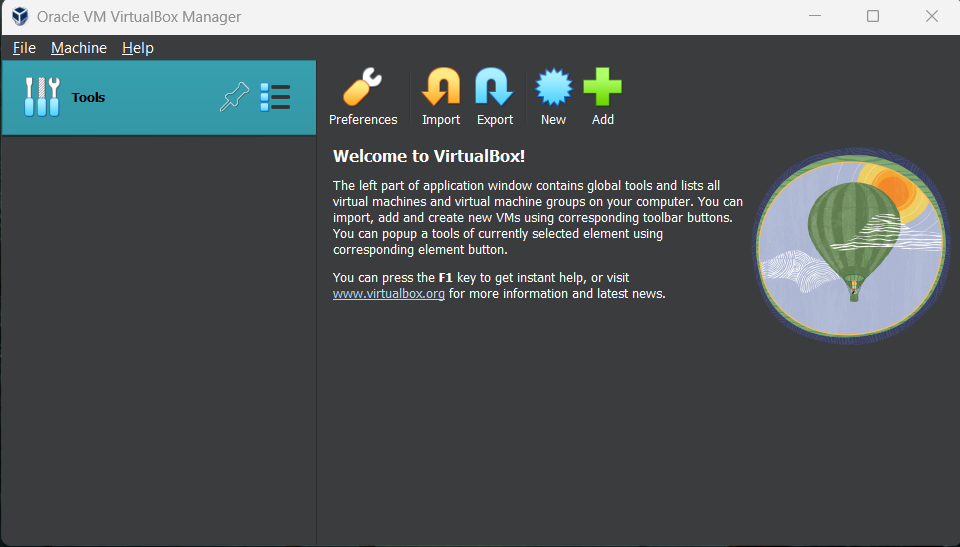 Oracle VM VirtualBox Manager
File Machine Help
Tools
Preferences Import Export New Add
Welcome to VirtualBox!
The left part of application window contains global tools and lists all
virtual machines and virtual machine groups on your computer. You can
import, add and create new VMs using corresponding toolbar buttons.
You can popup a tools of currently selected element using
corresponding element button.
You can press the F1 key to get instant help, or visit
www.virtualbox.org for more information and latest news.